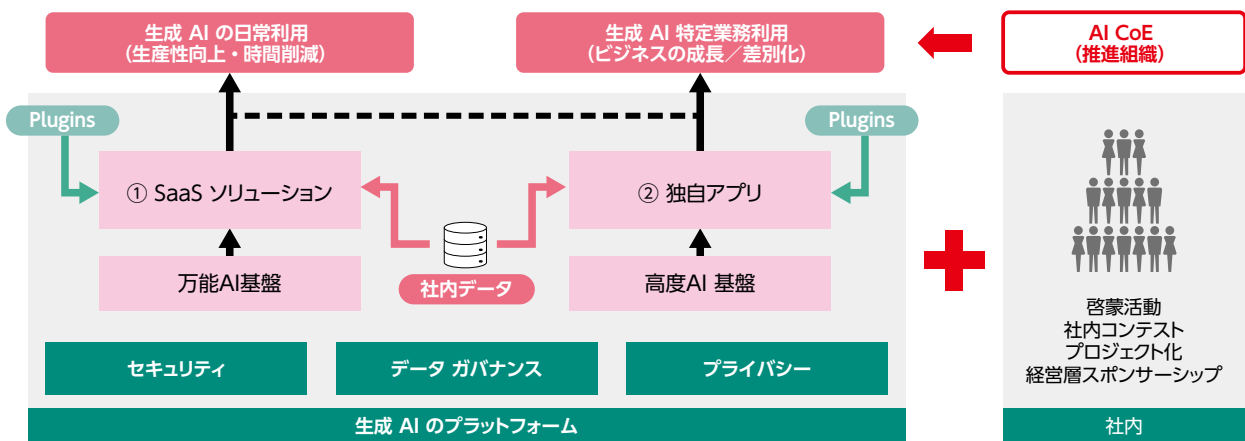 生成 AI の日常利用
(生産性向上・時間削減)
生成 AI 特定業務利用
(ビジネスの成長／差別化)
AI CoE
(推進組織)
Plugins
Plugins
① SaaS ソリューション
② 独自アプリ
万能AI基盤
社内データ
高度AI 基盤
啓蒙活動
社内コンテスト
プロジェクト化
経営層スポンサーシップ
セキュリティ
データ ガバナンス
プライバシー
生成 AI のプラットフォーム
社内